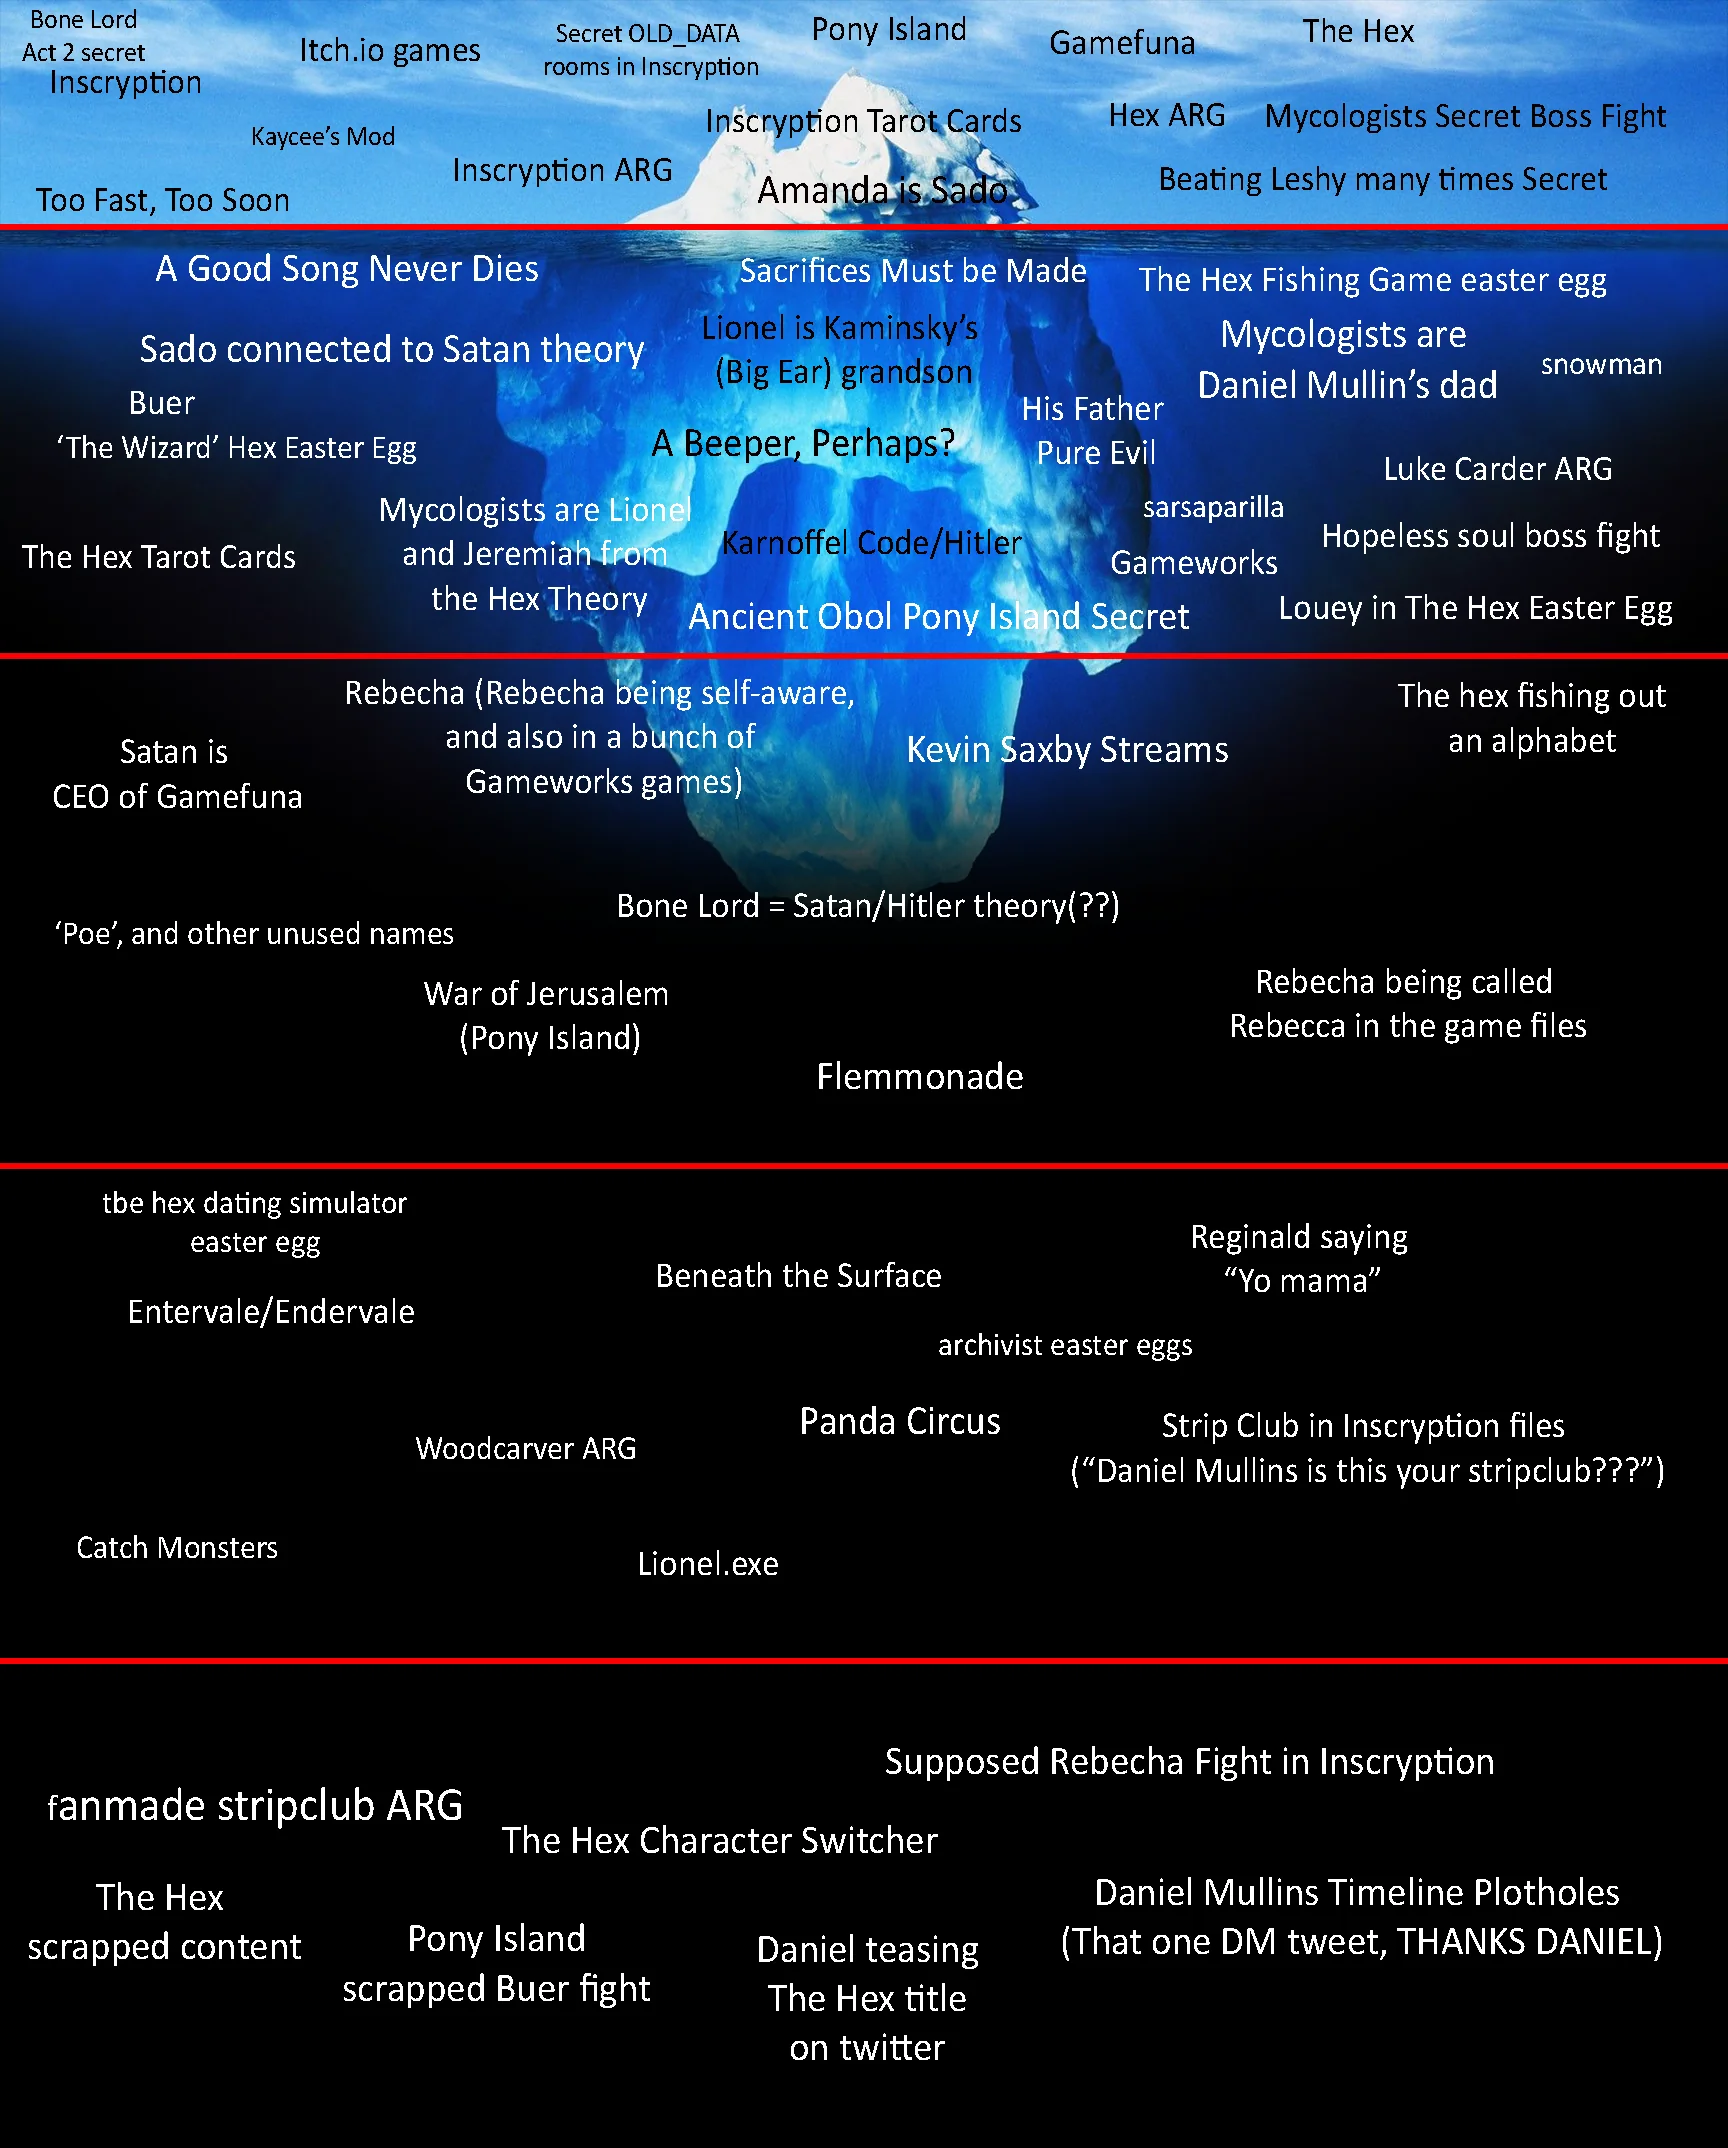 Bone Lord
Act 2 secret
Inscryption
Itch.io games
Secret OLD_DATA
rooms in Inscryption
Pony Island
Gamefuna
The Hex
Kaycee's Mod
Inscryption Tarot Cards
Hex ARG
Mycologists Secret Boss Fight
Too Fast, Too Soon
Inscryption ARG
Amanda is Sado
Beating Leshy many times Secret
A Good Song Never Dies
Sacrifices Must be Made
The Hex Fishing Game easter egg
Sado connected to Satan theory
Lionel is Kaminsky's
(Big Ear) grandson
Mycologists are
Daniel Mullin's dad
snowman
Buer
'The Wizard' Hex Easter Egg
A Beeper, Perhaps?
His Father
Pure Evil
Luke Carder ARG
Mycologists are Lionel
and Jeremiah from
the Hex Theory
sarsaparilla
The Hex Tarot Cards
Karnoffel Code/Hitler
Gameworks
Hopeless soul boss fight
Ancient Obol Pony Island Secret
Louey in The Hex Easter Egg
Rebecha (Rebecha being self-aware,
and also in a bunch of
Gameworks games)
The hex fishing out
an alphabet
Satan is
CEO of Gamefuna
Kevin Saxby Streams
Bone Lord = Satan/Hitler theory(??)
'Poe', and other unused names
War of Jerusalem
(Pony Island)
Rebecha being called
Rebecca in the game files
Flemmonade
tbe hex dating simulator
easter egg
Reginald saying
"Yo mama"
Beneath the Surface
Entervale/Endervale
archivist easter eggs
Panda Circus
Strip Club in Inscryption files
("Daniel Mullins is this your stripclub???")
Woodcarver ARG
Catch Monsters
Lionel.exe
Supposed Rebecha Fight in Inscryption
fanmade stripclub ARG
The Hex Character Switcher
The Hex
scrapped content
Pony Island
scrapped Buer fight
Daniel teasing
The Hex title
on twitter
Daniel Mullins Timeline Plotholes
(That one DM tweet, THANKS DANIEL)